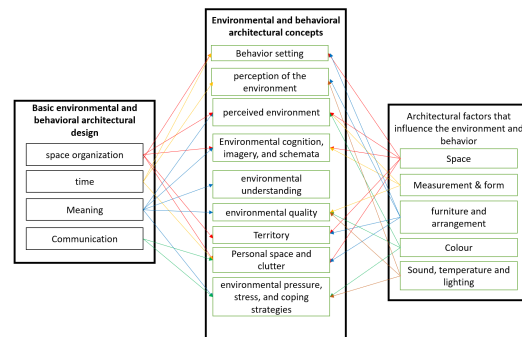 Basic environmental and
behavioral architectural
design
space organization
time
Meaning
Communication
Environmental and behavioral
architectural concepts
Behavior setting
perception of the
environment
perceived environment
Environmental cognition,
imagery, and schemata
environmental
understanding
environmental quality
Territory
Personal space and
clutter
environmental pressure,
stress, and coping
strategies
Architectural factors that
influence the environment and
behavior
Space
Measurement & form
furniture and
arrangement
Colour
Sound, temperature and
lighting